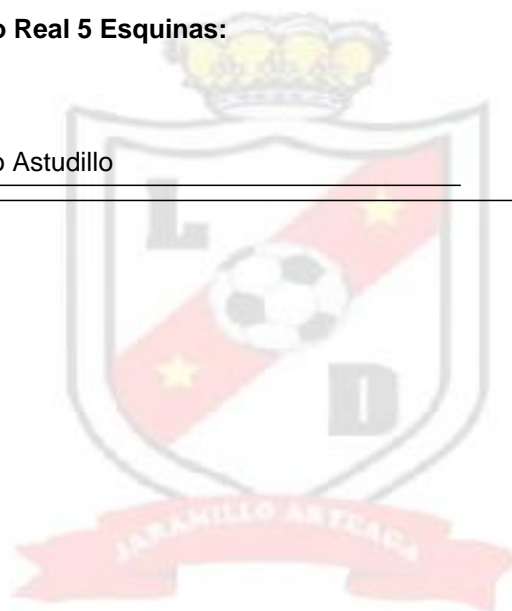 o Real 5 Esquinas:
o Astudillo
L
D
JARAMILLO ARTEAGA